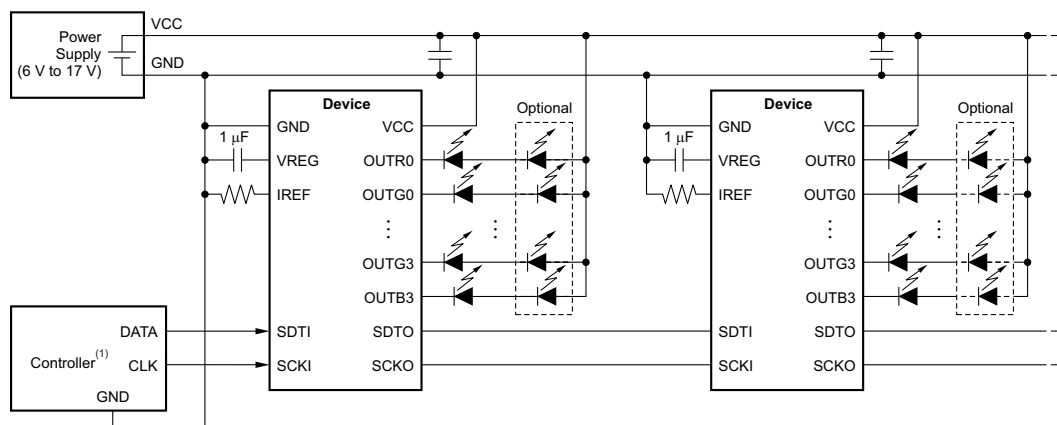 VCC
Power
Supply
(6 V to 17 V)
GND
Device
Optional
1 μF
GND
VCC
VREG
OUTR0
IREF
OUTG0
OUTG3
OUTB3
SDTI
SDTO
SCKI
SCKO
Device
Optional
1 μF
GND
VCC
VREG
OUTR0
IREF
OUTG0
OUTG3
OUTB3
SDTI
SDTO
SCKI
SCKO
DATA
Controller(1)
CLK
GND